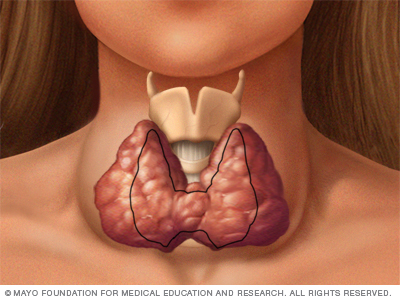 © MAYO FOUNDATION FOR MEDICAL EDUCATION AND RESEARCH. ALL RIGHTS RESERVED.